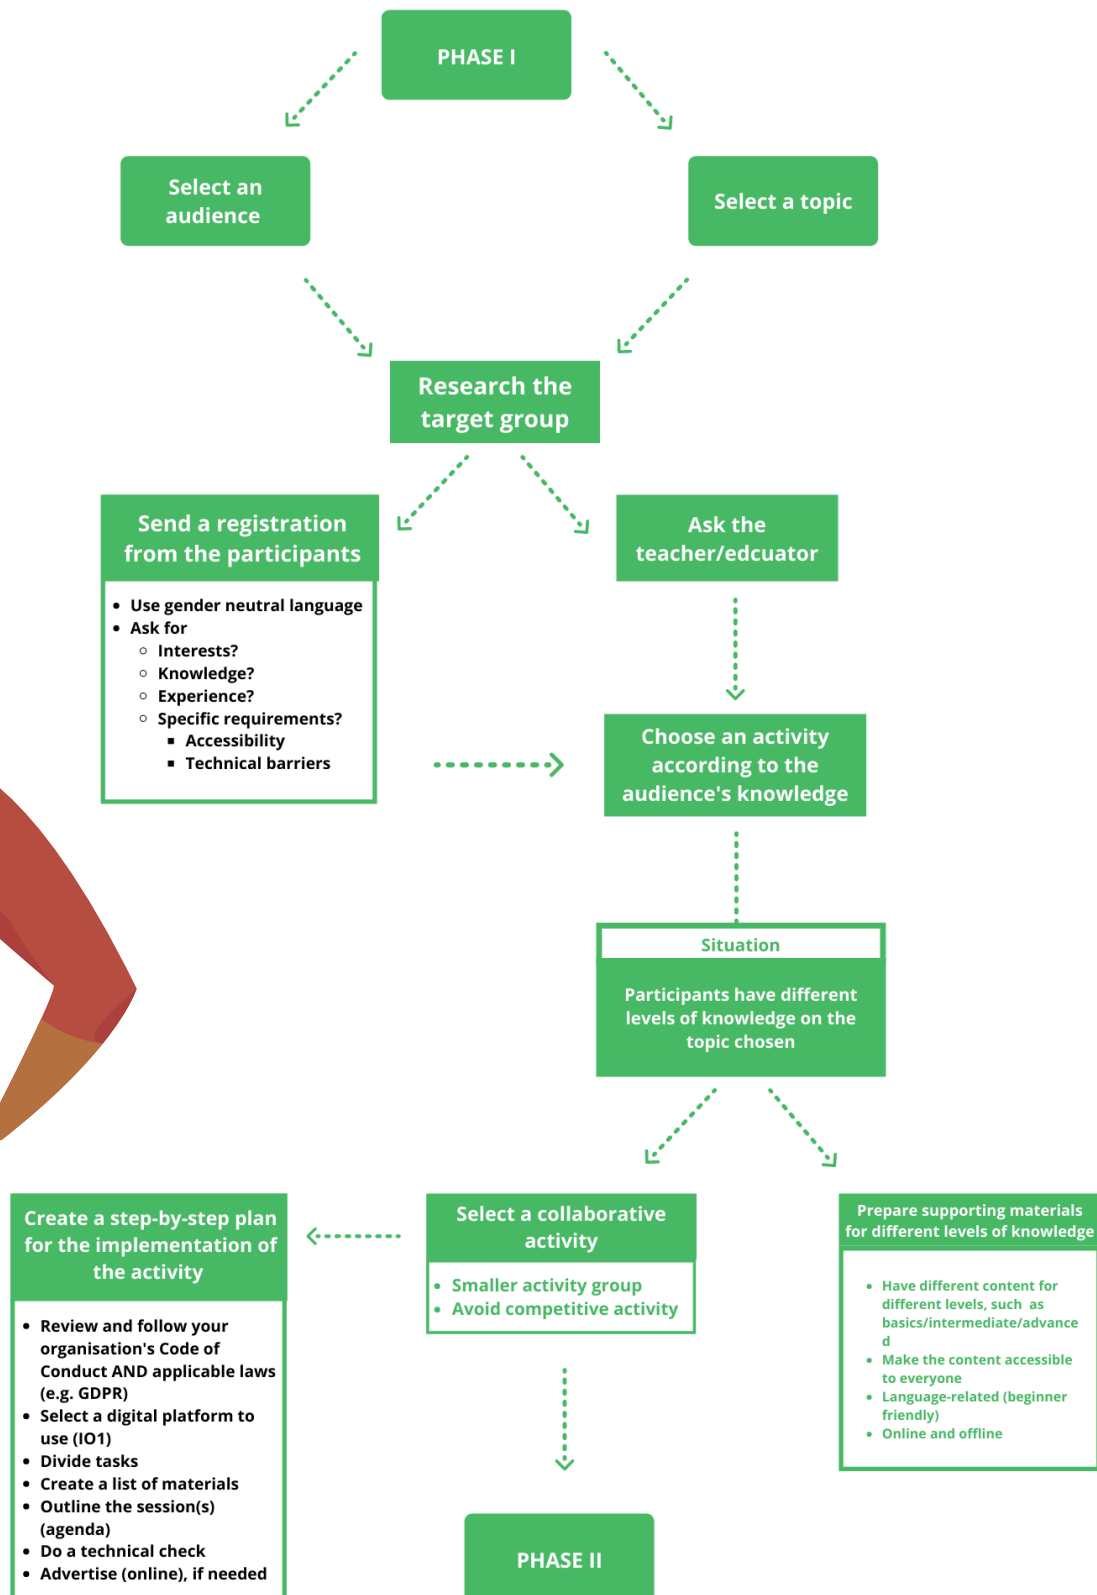 PHASE I
Select an
audience
Select a topic
Research the
target group
Send a registration
from the participants
• Use gender neutral language
• Ask for
○ Interests?
○ Knowledge?
○ Experience?
○ Specific requirements?
▪ Accessibility
▪ Technical barriers
Ask the
teacher/edcuator
Choose an activity
according to the
audience's knowledge
Situation
Participants have different
levels of knowledge on the
topic chosen
Create a step-by-step plan
for the implementation of
the activity
• Review and follow your
organisation's Code of
Conduct AND applicable laws
(e.g. GDPR)
• Select a digital platform to
use (IO1)
• Divide tasks
• Create a list of materials
• Outline the session(s)
(agenda)
• Do a technical check
• Advertise (online), if needed
Select a collaborative
activity
• Smaller activity group
• Avoid competitive activity
Prepare supporting materials
for different levels of knowledge
• Have different content for
different levels, such as
basics/intermediate/advance
d
• Make the content accessible
to everyone
• Language-related (beginner
friendly)
• Online and offline
PHASE II